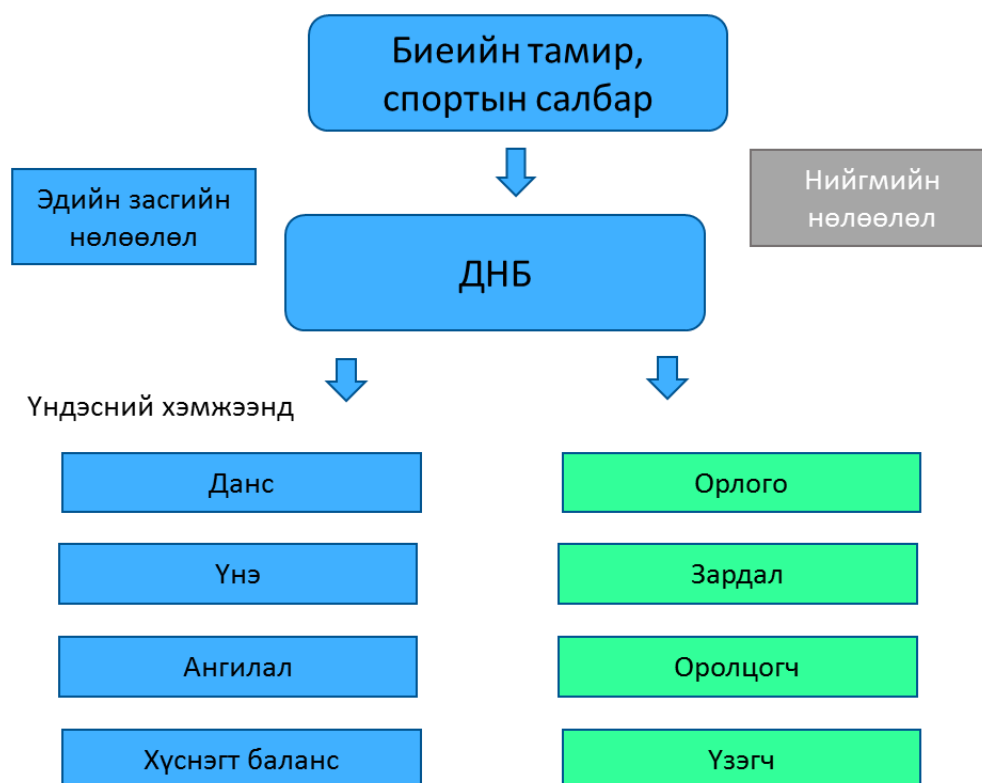 Биеийн тамир,
спортын салбар
Эдийн засгийн
нөлөөлөл
Нийгмийн
нөлөөлөл
ДНБ
Үндэсний хэмжээнд
Данс
Орлого
Үнэ
Зардал
Ангилал
Оролцогч
Хүснэгт баланс
Үзэгч